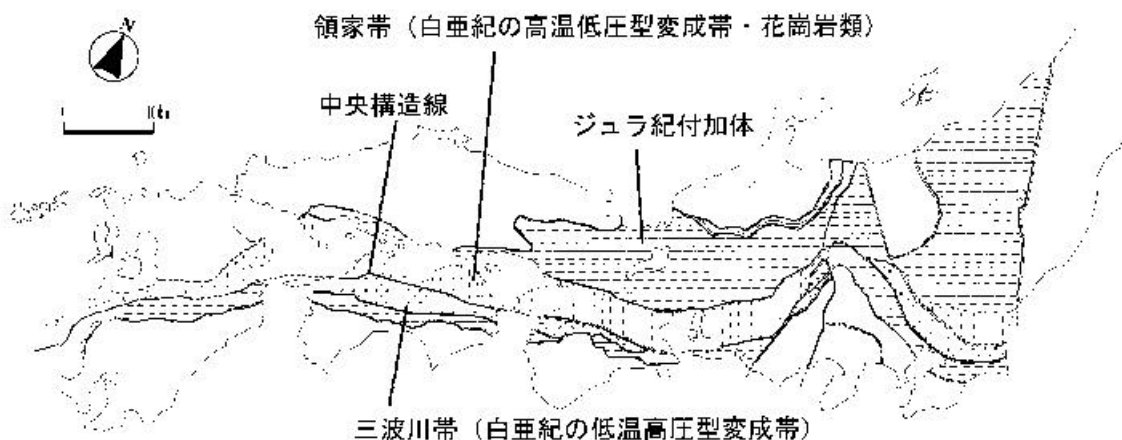 N
領家帯（白亜紀の高温低圧型変成帯・花崗岩類）
中央構造線
ジュラ紀付加体
三波川帯（白亜紀の低温高圧型変成帯）